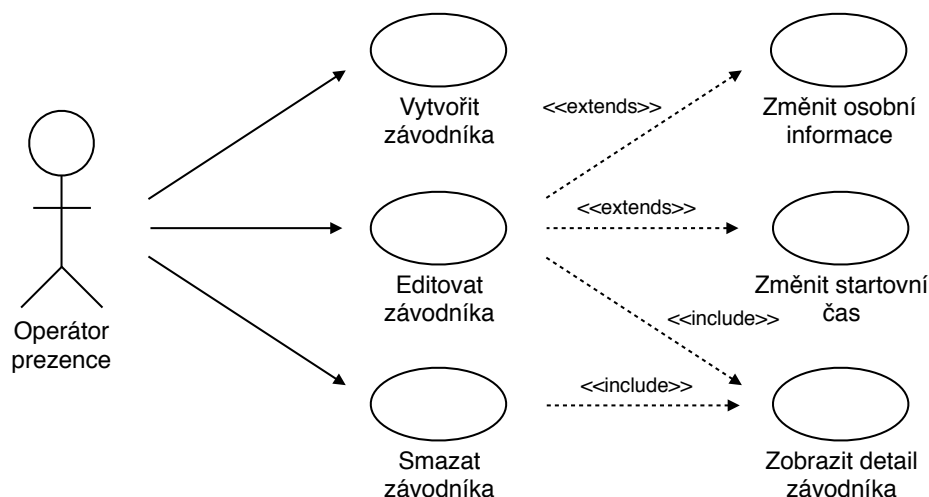 Vytvořit
závodníka
<<extends>>
Změnit osobní
informace
<<extends>>
Operátor
prezence
Editovat
závodníka
Změnit startovní
čas
<<include>>
<<include>>
Smazat
závodníka
Zobrazit detail
závodníka